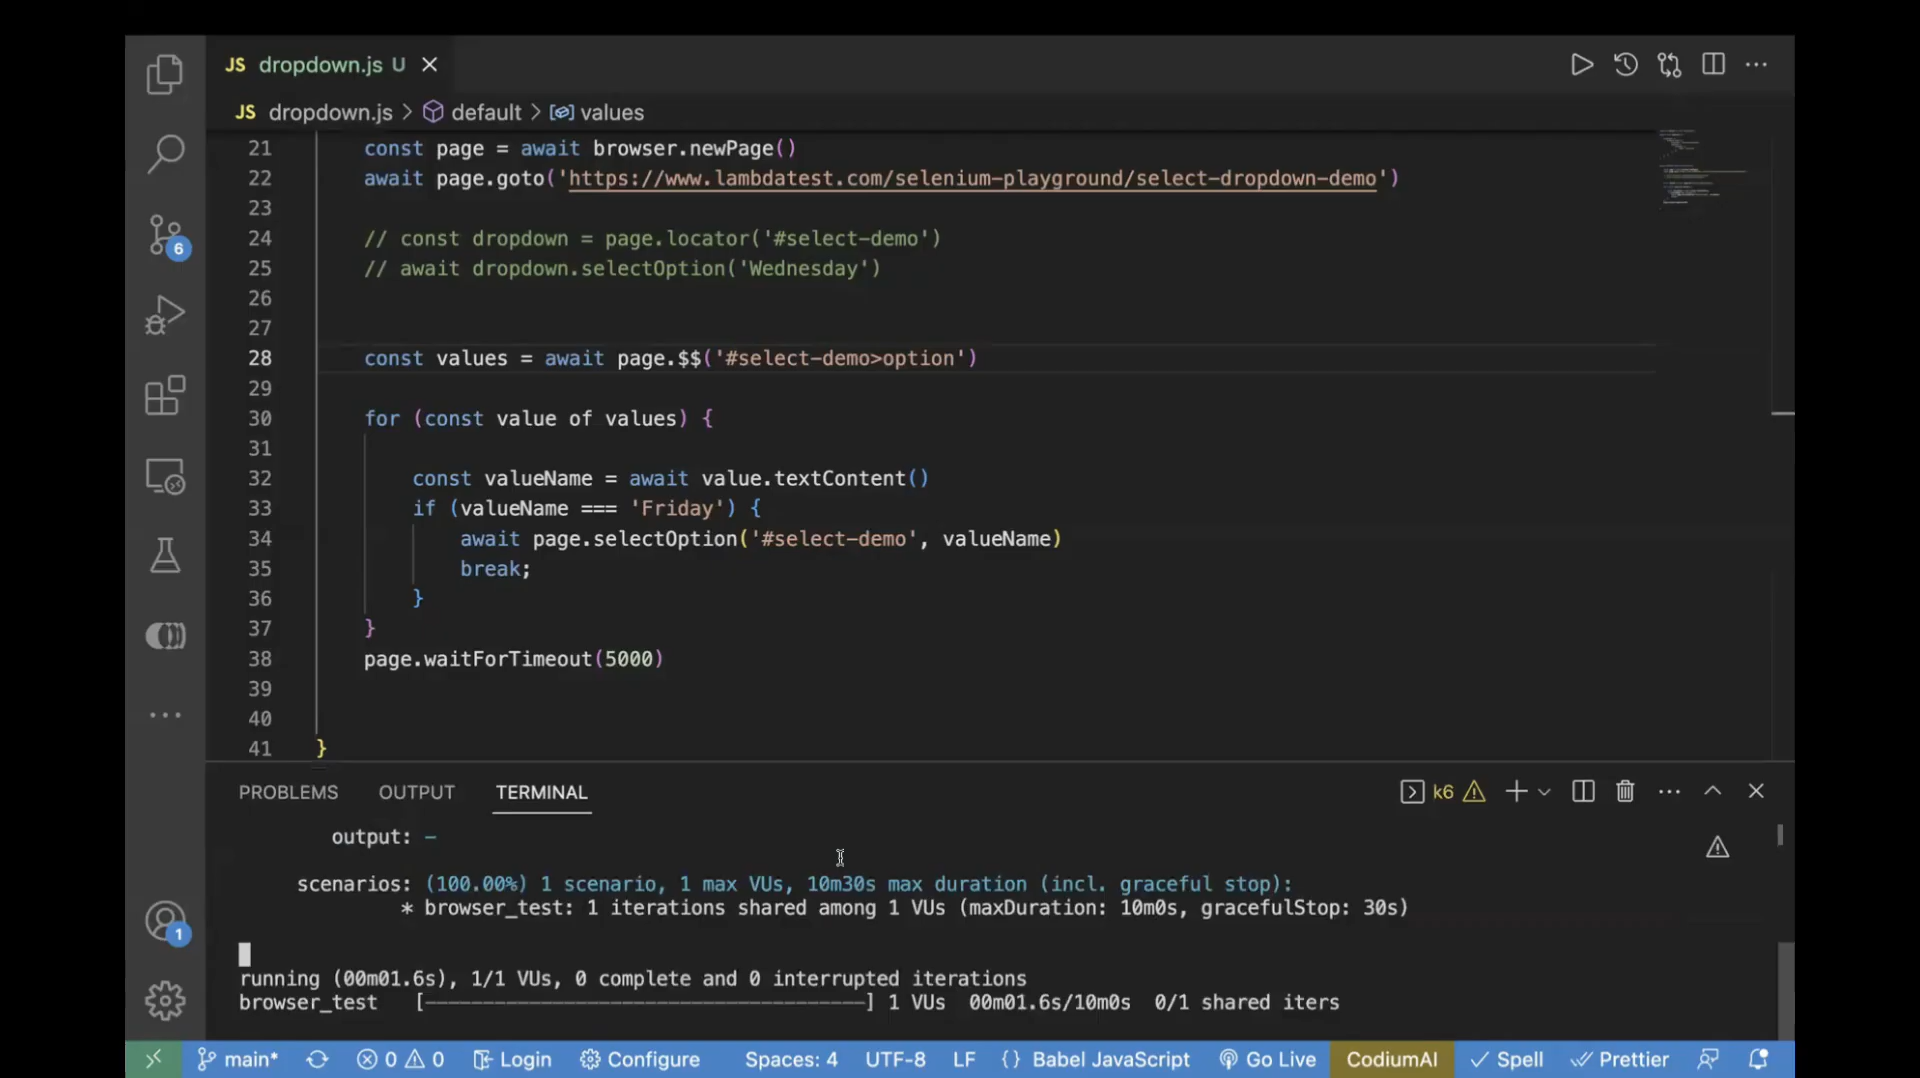 JS dropdown.js U
JS dropdown.js > default > values
21 const page = await browser.newPage()
22 await page.goto('https://www.lambdatest.com/selenium-playground/select-dropdown-demo')
23
24 // const dropdown = page.locator('#select-demo')
25 // await dropdown.selectOption('Wednesday')
26
27
28 const values = await page.$$('#select-demo>option')
29
30 for (const value of values) {
31
32 const valueName = await value.textContent()
33 if (valueName === 'Friday') {
34 await page.selectOption('#select-demo', valueName)
35 break;
36 }
37 }
38 page.waitForTimeout(5000)
39
40
41 }
6
1
PROBLEMS OUTPUT TERMINAL k6
output: -
scenarios: (100.00%) 1 scenario, 1 max VUs, 10m30s max duration (incl. graceful stop):
* browser_test: 1 iterations shared among 1 VUs (maxDuration: 10m0s, gracefulStop: 30s)
running (00m01.6s), 1/1 VUs, 0 complete and 0 interrupted iterations
browser_test [--------------------------------------] 1 VUs 00m01.6s/10m0s 0/1 shared iters
main* 0 0 Login Configure Spaces: 4 UTF-8 LF {} Babel JavaScript Go Live CodiumAI Spell Prettier